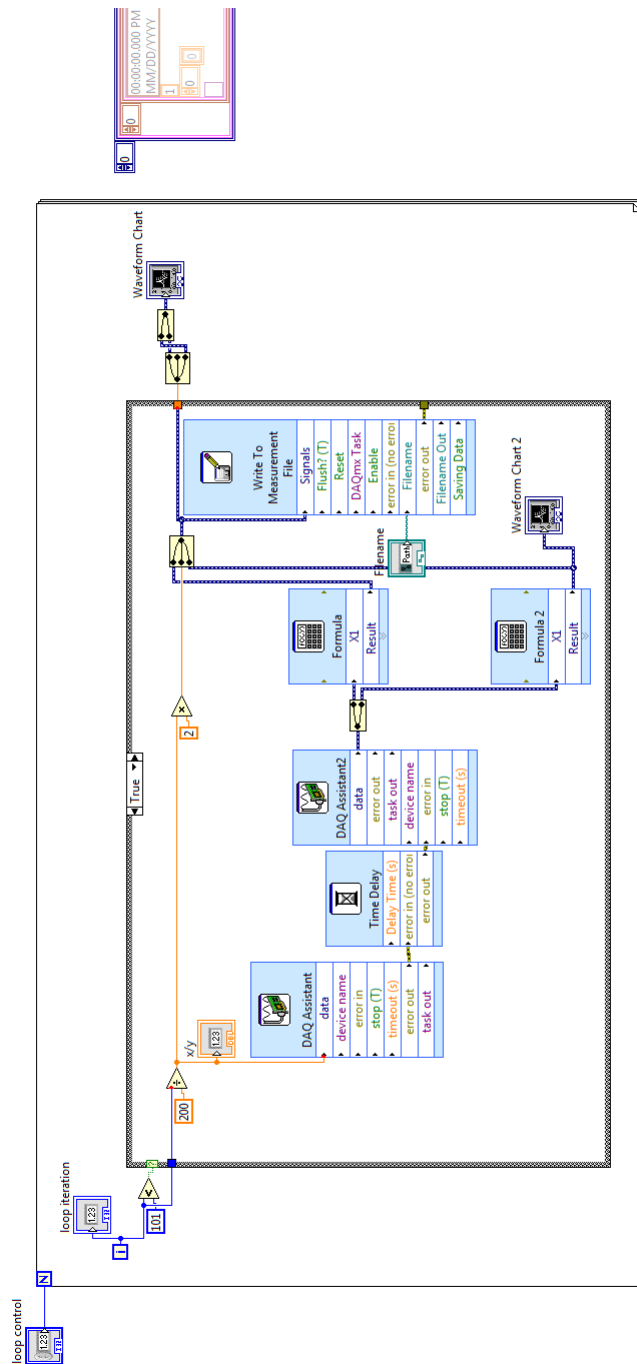 loop control
1.23
I32
N
loop iteration
1.23
I32
i
101
<
?
True
200
÷
x/y
1.23
DBL
DAQ Assistant
data
device name
error in
stop (T)
timeout (s)
error out
task out
Time Delay
Delay Time (s)
error in (no erro
error out
DAQ Assistant2
data
error out
task out
device name
error in
stop (T)
timeout (s)
2
x
Formula
X1
Result
Formula 2
X1
Result
Filename
Path
Write To
Measurement
File
Signals
Flush? (T)
Reset
DAQmx Task
Enable
error in (no erro
Filename
error out
Filename Out
Saving Data
Waveform Chart
Waveform Chart 2
0
0
00:00:00.000 PM
MM/DD/YYYY
1
0
0